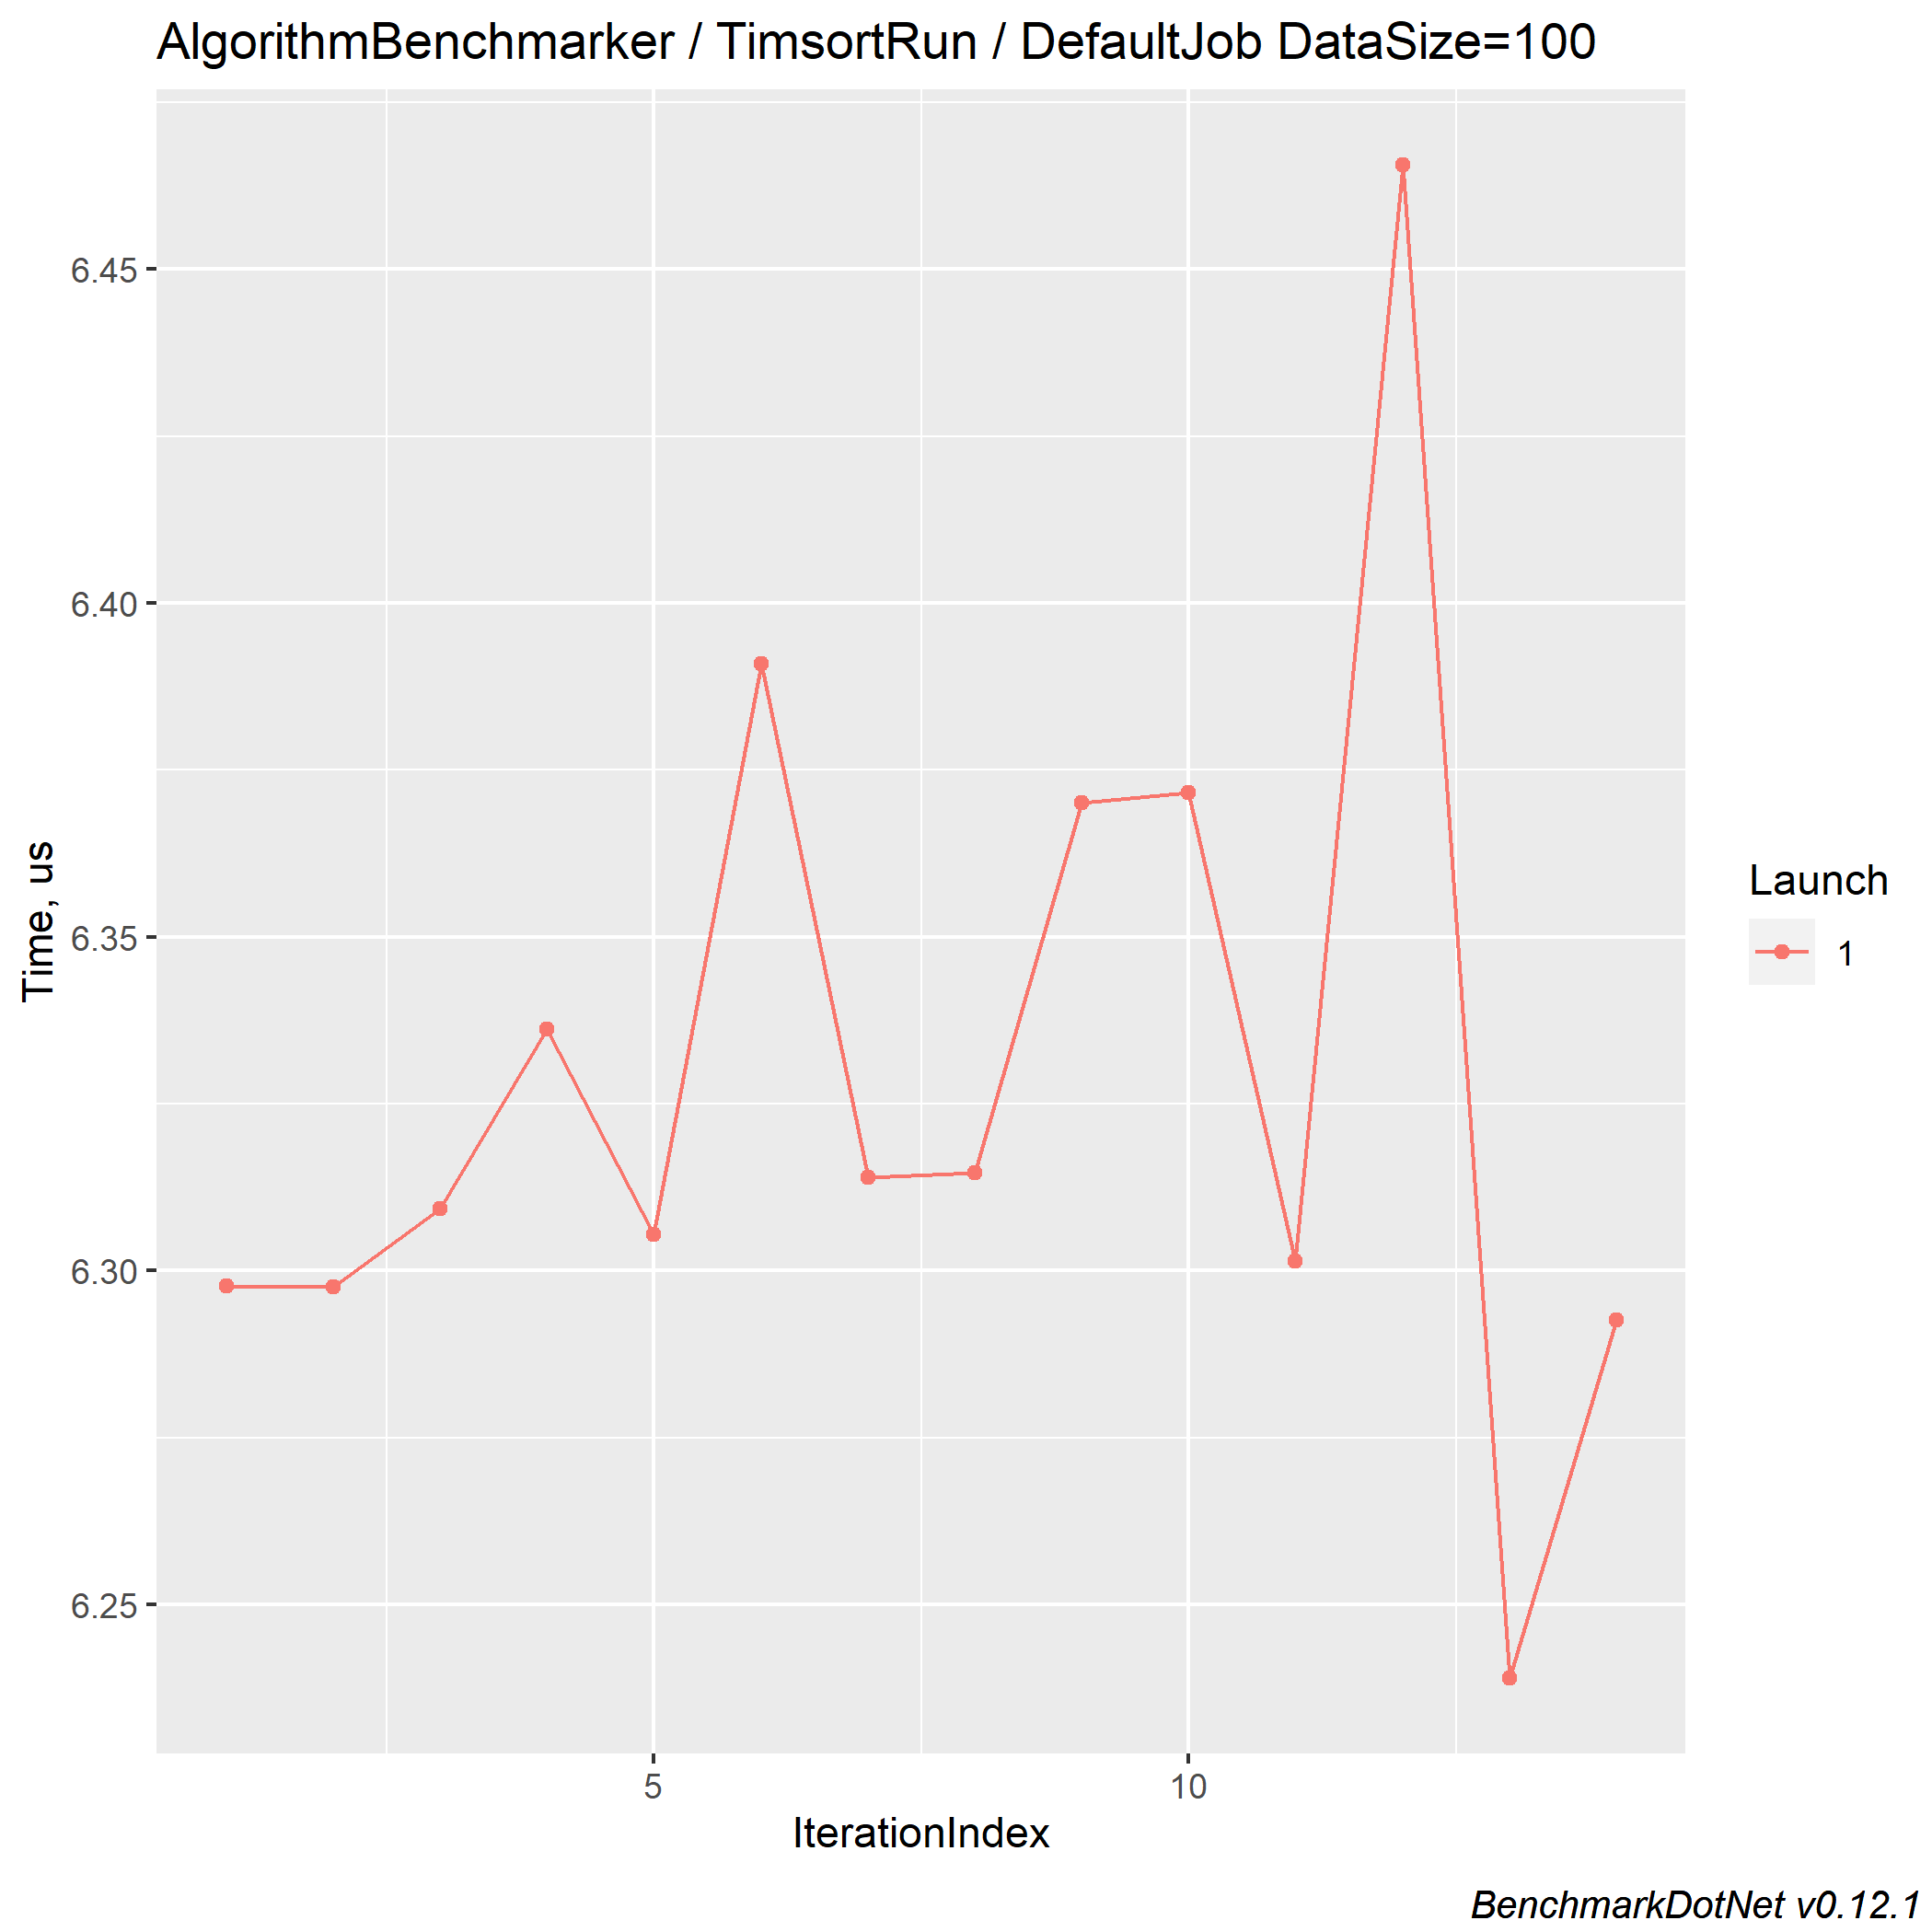 AlgorithmBenchmarker / TimsortRun / DefaultJob DataSize=100
Time, us
6.45
6.40
6.35
6.30
6.25
5
10
IterationIndex
Launch
1
BenchmarkDotNet v0.12.1